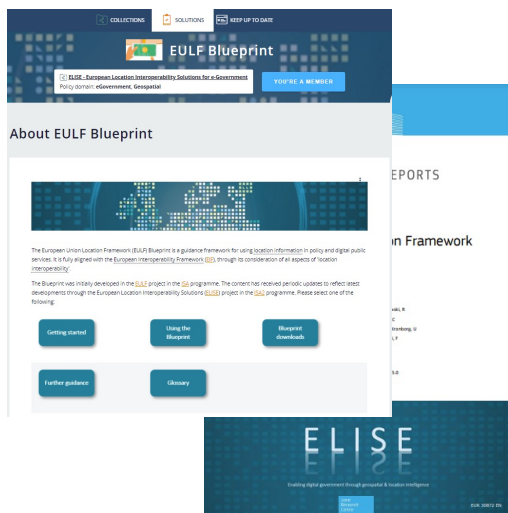 COLLECTIONS SOLUTIONS KEEP UP TO DATE
EULF Blueprint
ELISE - European Location Interoperability Solutions for e-Government
Policy domain: eGovernment, Geospatial
YOU'RE A MEMBER
About EULF Blueprint
The European Union Location Framework (EULF) Blueprint is a guidance framework for using location information in policy and digital public
services. It is fully aligned with the European Interoperability Framework (EIF), through its consideration of all aspects of 'location
interoperability'.
The Blueprint was initially developed in the EULF project in the ISA programme. The content has received periodic updates to reflect latest
developments through the European Location Interoperability Solutions (ELISE) project in the ISA2 programme. Please select one of the
following:
Getting started
Using the
Blueprint
Blueprint
downloads
Further guidance
Glossary
EPORTS
n Framework
5.0
ELISE
Enabling digital government through geospatial & location intelligence
Joint
Research
Centre